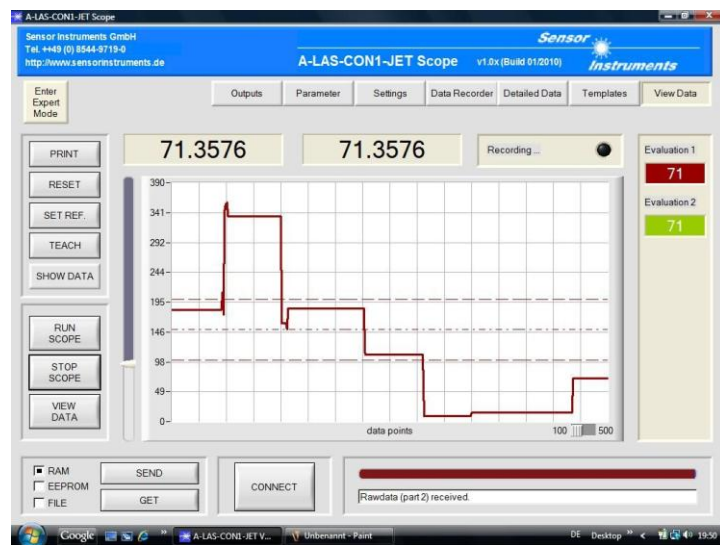 A-LAS-CON1-JET Scope
Sensor Instruments GmbH
Tel. ++49 (0) 8544-9719-0
http://www.sensorinstruments.de
A-LAS-CON1-JET Scope v1.0x (Build 01/2010)
Sensor
Instruments
Enter
Expert
Mode
Outputs Parameter Settings Data Recorder Detailed Data Templates View Data
PRINT
RESET
SET REF.
TEACH
SHOW DATA
RUN
SCOPE
STOP
SCOPE
VIEW
DATA
71.3576 71.3576
Recording ...
Evaluation 1
71
Evaluation 2
71
390
341
292
244
195
146
98
49
0
data points
100 500
RAM
EEPROM
FILE
SEND
GET
CONNECT
Rawdata (part 2) received.
Google » A-LAS-CON1-JET V... Unbenannt - Paint DE Desktop » < 19:50